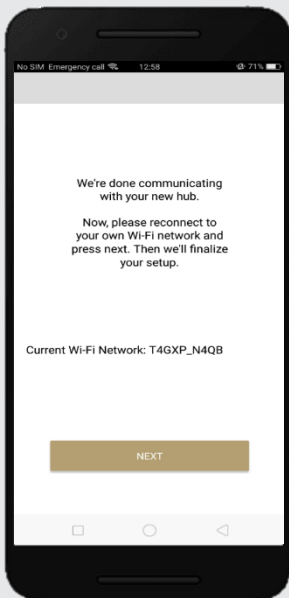 No SIM Emergency call 12:58 71%
We're done communicating
with your new hub.
Now, please reconnect to
your own Wi-Fi network and
press next. Then we'll finalize
your setup.
Current Wi-Fi Network: T4GXP_N4QB
NEXT